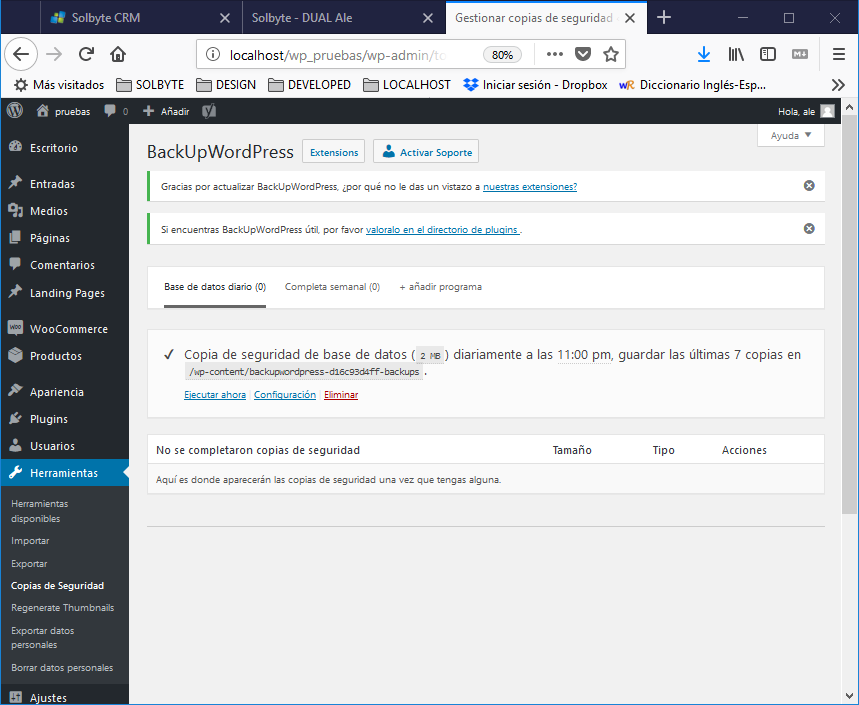 Solbyte CRM
Solbyte - DUAL Ale
Gestionar copias de seguridad
localhost/wp_pruebas/wp-admin/to
80%
Más visitados
SOLBYTE
DESIGN
DEVELOPED
LOCALHOST
Iniciar sesión - Dropbox
wR
Diccionario Inglés-Esp...
pruebas
0
Añadir
Hola, ale
Escritorio
Entradas
Medios
Páginas
Comentarios
Landing Pages
WooCommerce
Productos
Apariencia
Plugins
Usuarios
Herramientas
Herramientas
disponibles
Importar
Exportar
Copias de Seguridad
Regenerate Thumbnails
Exportar datos
personales
Borrar datos personales
Ajustes
Ayuda
BackUpWordPress
Extensions
Activar Soporte
Gracias por actualizar BackUpWordPress, ¿por qué no le das un vistazo a nuestras extensiones?
Si encuentras BackUpWordPress útil, por favor valoralo en el directorio de plugins .
Base de datos diario (0)
Completa semanal (0)
+ añadir programa
Copia de seguridad de base de datos ( 2 MB ) diariamente a las 11:00 pm, guardar las últimas 7 copias en
/wp-content/backupwordpress-d16c93d4ff-backups .
Ejecutar ahora | Configuración | Eliminar
No se completaron copias de seguridad
Tamaño
Tipo
Acciones
Aquí es donde aparecerán las copias de seguridad una vez que tengas alguna.